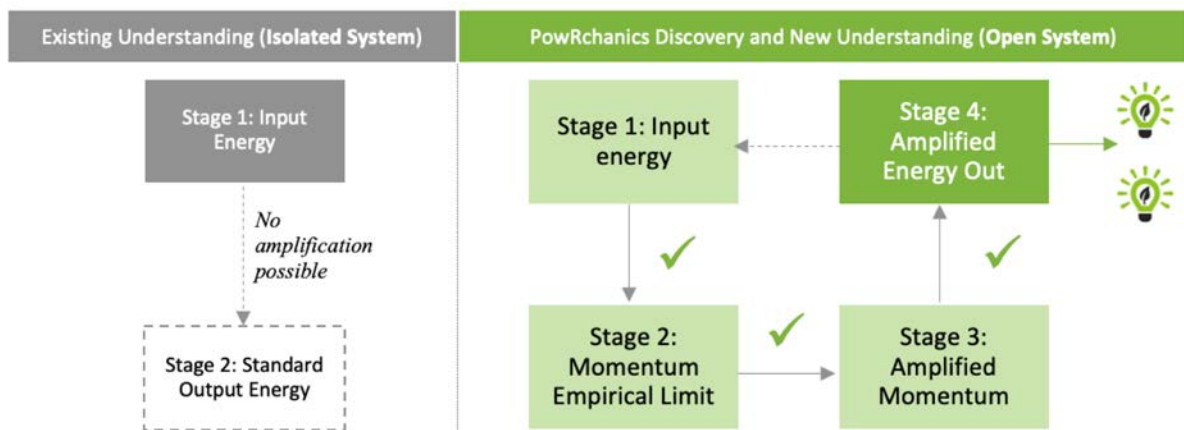 Existing Understanding (Isolated System)
PowRchanics Discovery and New Understanding (Open System)
Stage 1: Input
Energy
No
amplification
possible
Stage 2: Standard
Output Energy
Stage 1: Input
energy
Stage 2:
Momentum
Empirical Limit
Stage 3:
Amplified
Momentum
Stage 4:
Amplified
Energy Out